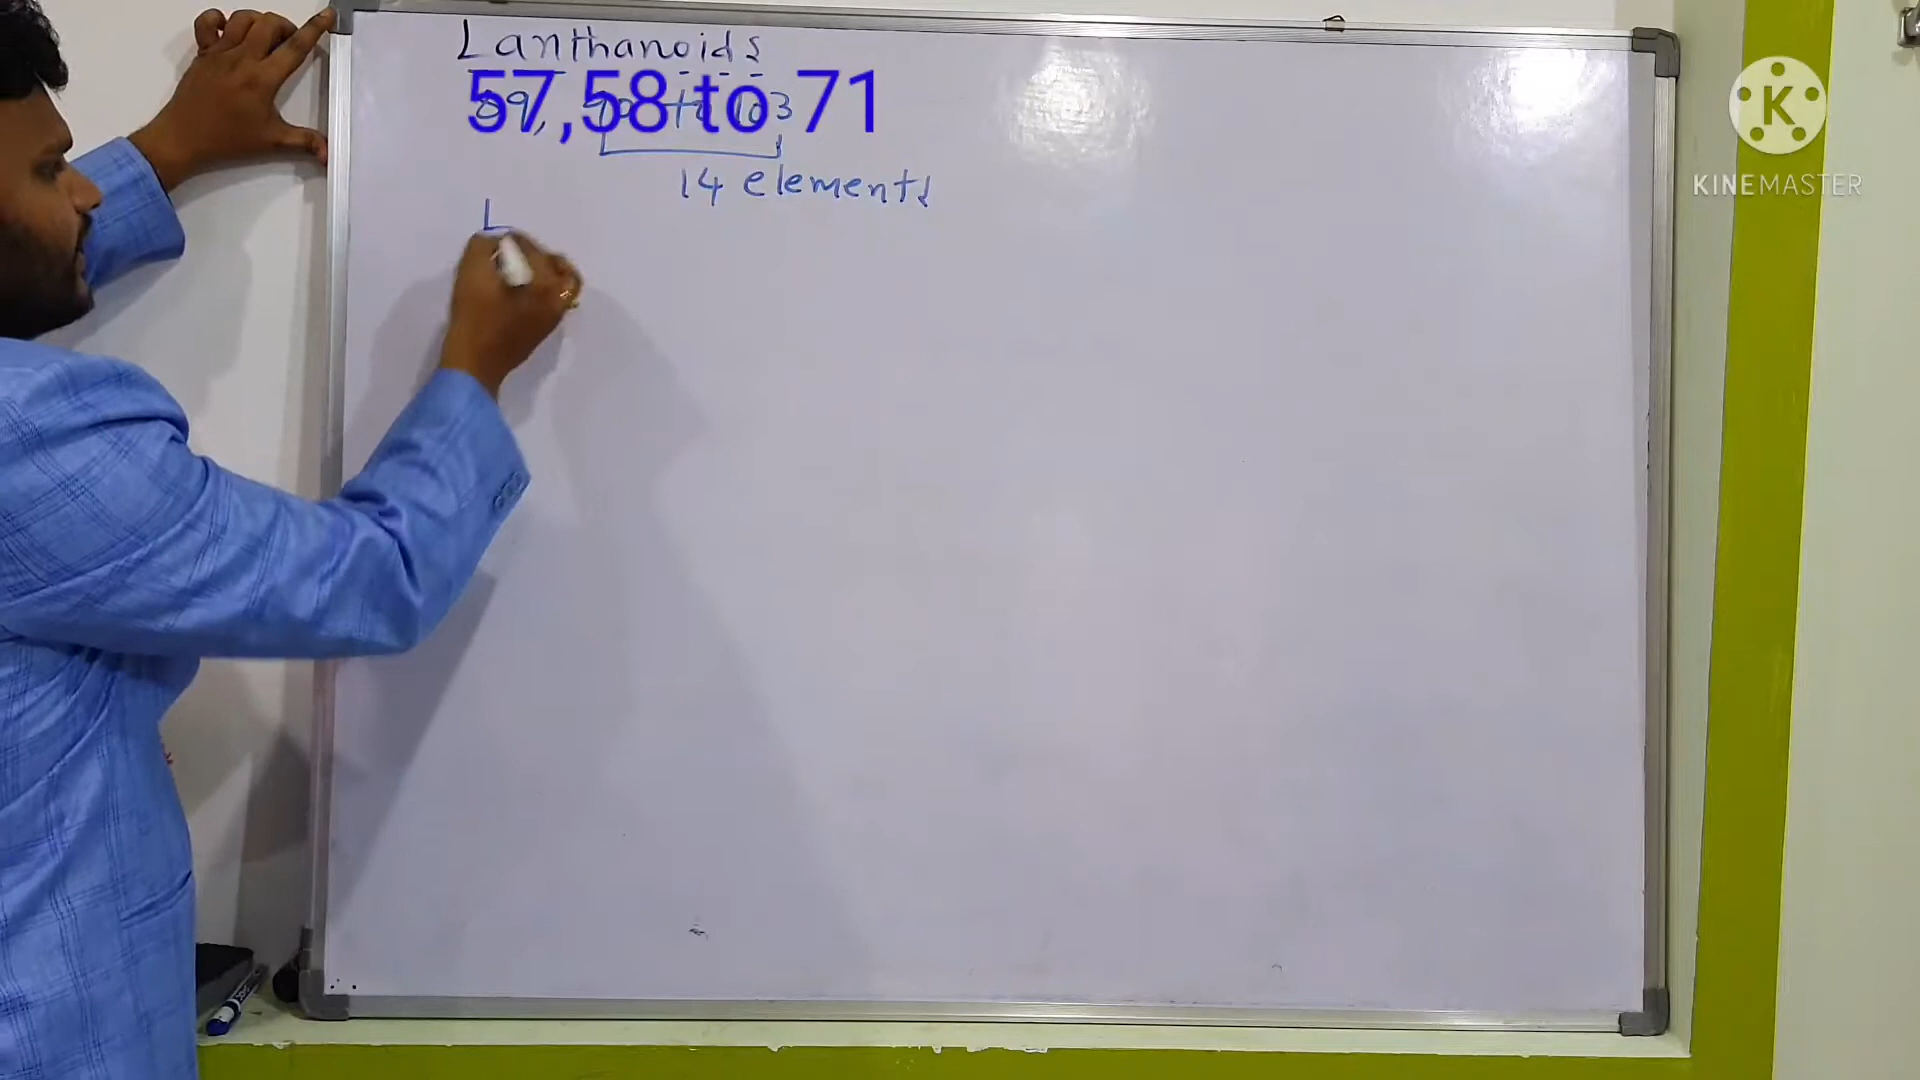 Lanthanoids
57,58 to 71
14 elements
L
KINEMASTER